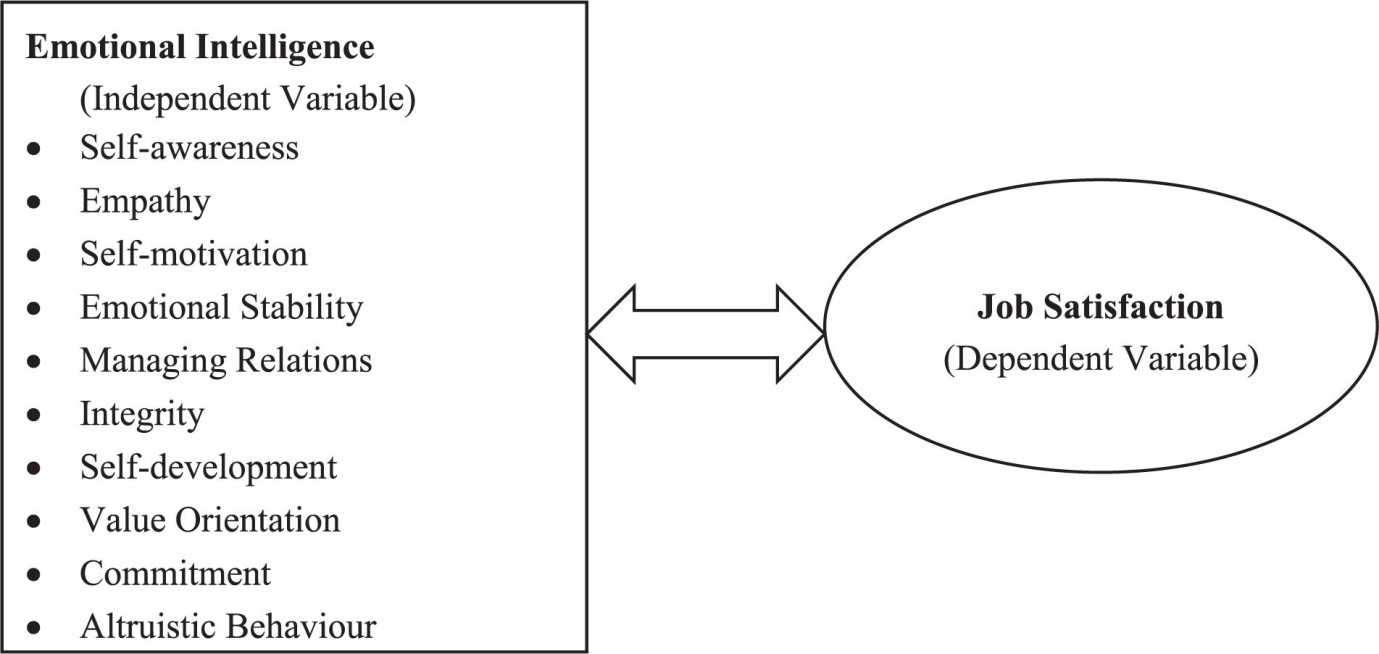 Emotional Intelligence
(Independent Variable)
• Self-awareness
• Empathy
• Self-motivation
• Emotional Stability
• Managing Relations
• Integrity
• Self-development
• Value Orientation
• Commitment
• Altruistic Behaviour
Job Satisfaction
(Dependent Variable)